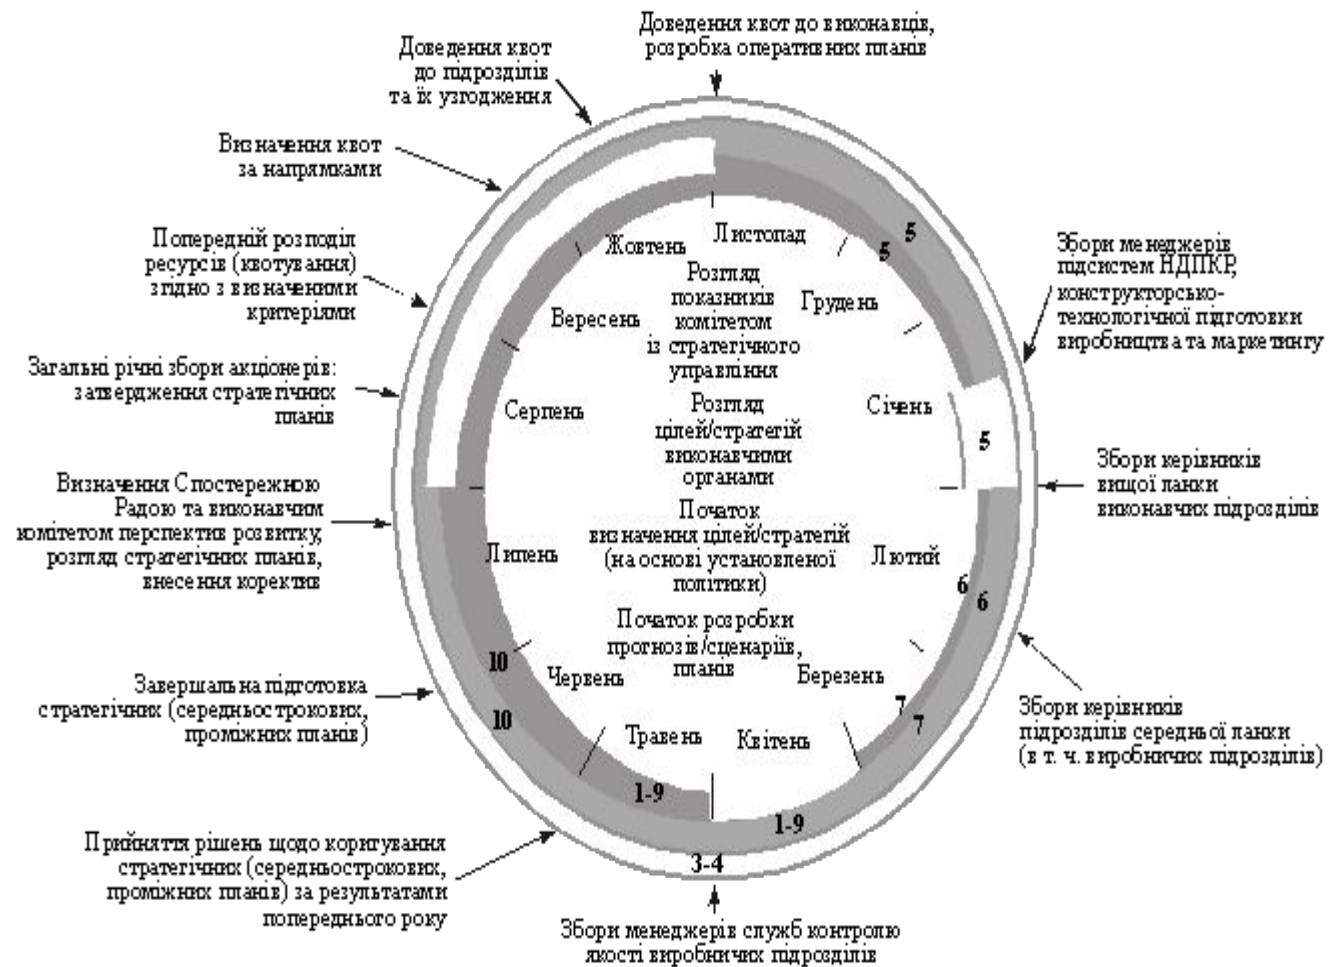 Доведення квот до виконавців,
розробка оперативних планів
Доведення квот
до підрозділів
та їх узгодження
Визначення квот
за напрямками
Попередній розподіл
ресурсів (квотування)
згідно з визначеними
критеріями
Загальні річні збори акціонерів:
затвердження стратегічних
планів
Визначення Спостережною
Радою та виконавчим
комітетом перспектив розвитку,
розгляд стратегічних планів,
внесення коректив
Завершальна підготовка
стратегічних (середньострокових,
проміжних планів)
Прийняття рішень щодо коригування
стратегічних (середньострокових,
проміжних планів) за результатами
попереднього року
Збори менеджерів служб контролю
якості виробничих підрозділів
Збори керівників
підрозділів середньої ланки
(в т. ч. виробничих підрозділів)
Збори керівників
вищої ланки
виконавчих підрозділів
Збори менеджерів
підсистем НДПКР,
конструкторсько-
технологічної підготовки
виробництва та маркетингу
Жовтень
Листопад
Грудень
Січень
Лютий
Березень
Квітень
Травень
Червень
Липень
Серпень
Вересень
Розгляд
показників
комітетом
із стратегічного
управління
Розгляд
цілей/стратегій
виконавчими
органами
Початок
визначення цілей/стратегій
(на основі установленої
політики)
Початок розробки
прогнозів/сценаріїв,
планів
5
5
5
6
6
7
7
1-9
3-4
1-9
10
10